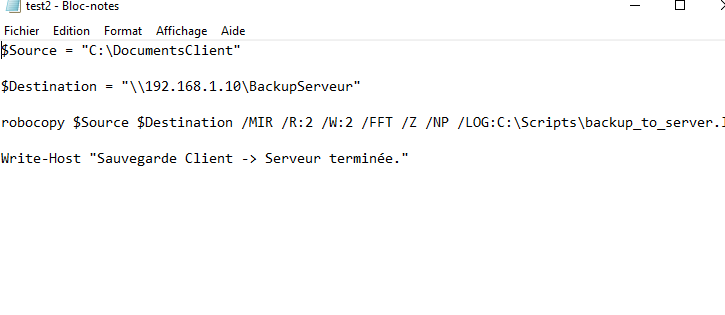 test2 - Bloc-notes
Fichier Edition Format Affichage Aide
$Source = "C:\DocumentsClient"
$Destination = "\\192.168.1.10\BackupServeur"
robocopy $Source $Destination /MIR /R:2 /W:2 /FFT /Z /NP /LOG:C:\Scripts\backup_to_server.
Write-Host "Sauvegarde Client -> Serveur terminée."